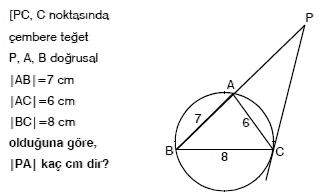 [PC, C noktasında
çembere teğet
P, A, B doğrusal
|AB|=7 cm
|AC|=6 cm
|BC|=8 cm
olduğuna göre,
|PA| kaç cm dir?
P
A
7
6
B
8
C